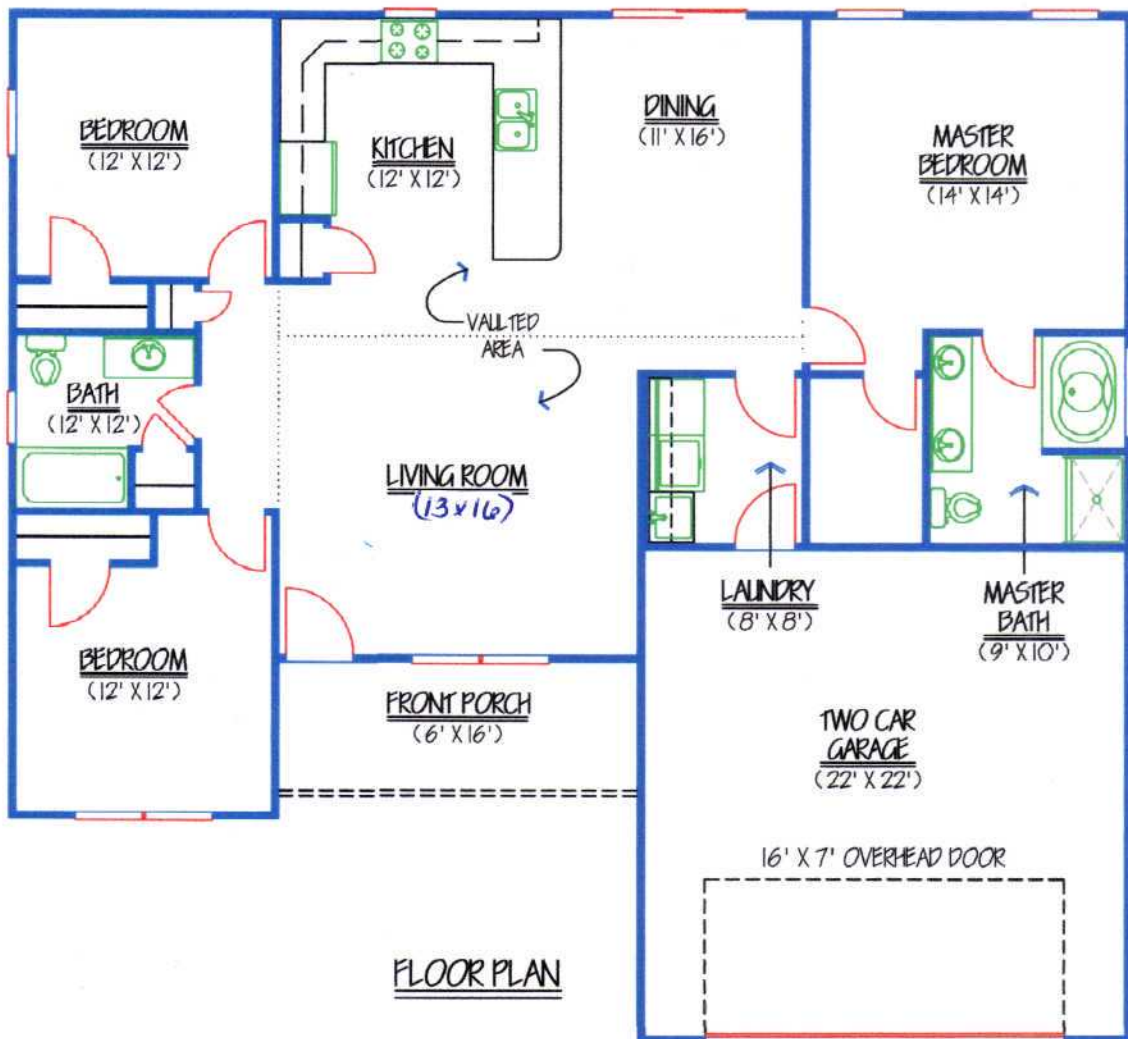 BEDROOM
(12' X 12')
KITCHEN
(12' X 12')
DINING
(11' X 16')
MASTER
BEDROOM
(14' X 14')
VAULTED
AREA
BATH
(12' X 12')
LIVING ROOM
(13 x 16)
LAUNDRY
(8' X 8')
MASTER
BATH
(9' X 10')
BEDROOM
(12' X 12')
FRONT PORCH
(6' X 16')
TWO CAR
GARAGE
(22' X 22')
16' X 7' OVERHEAD DOOR
FLOOR PLAN